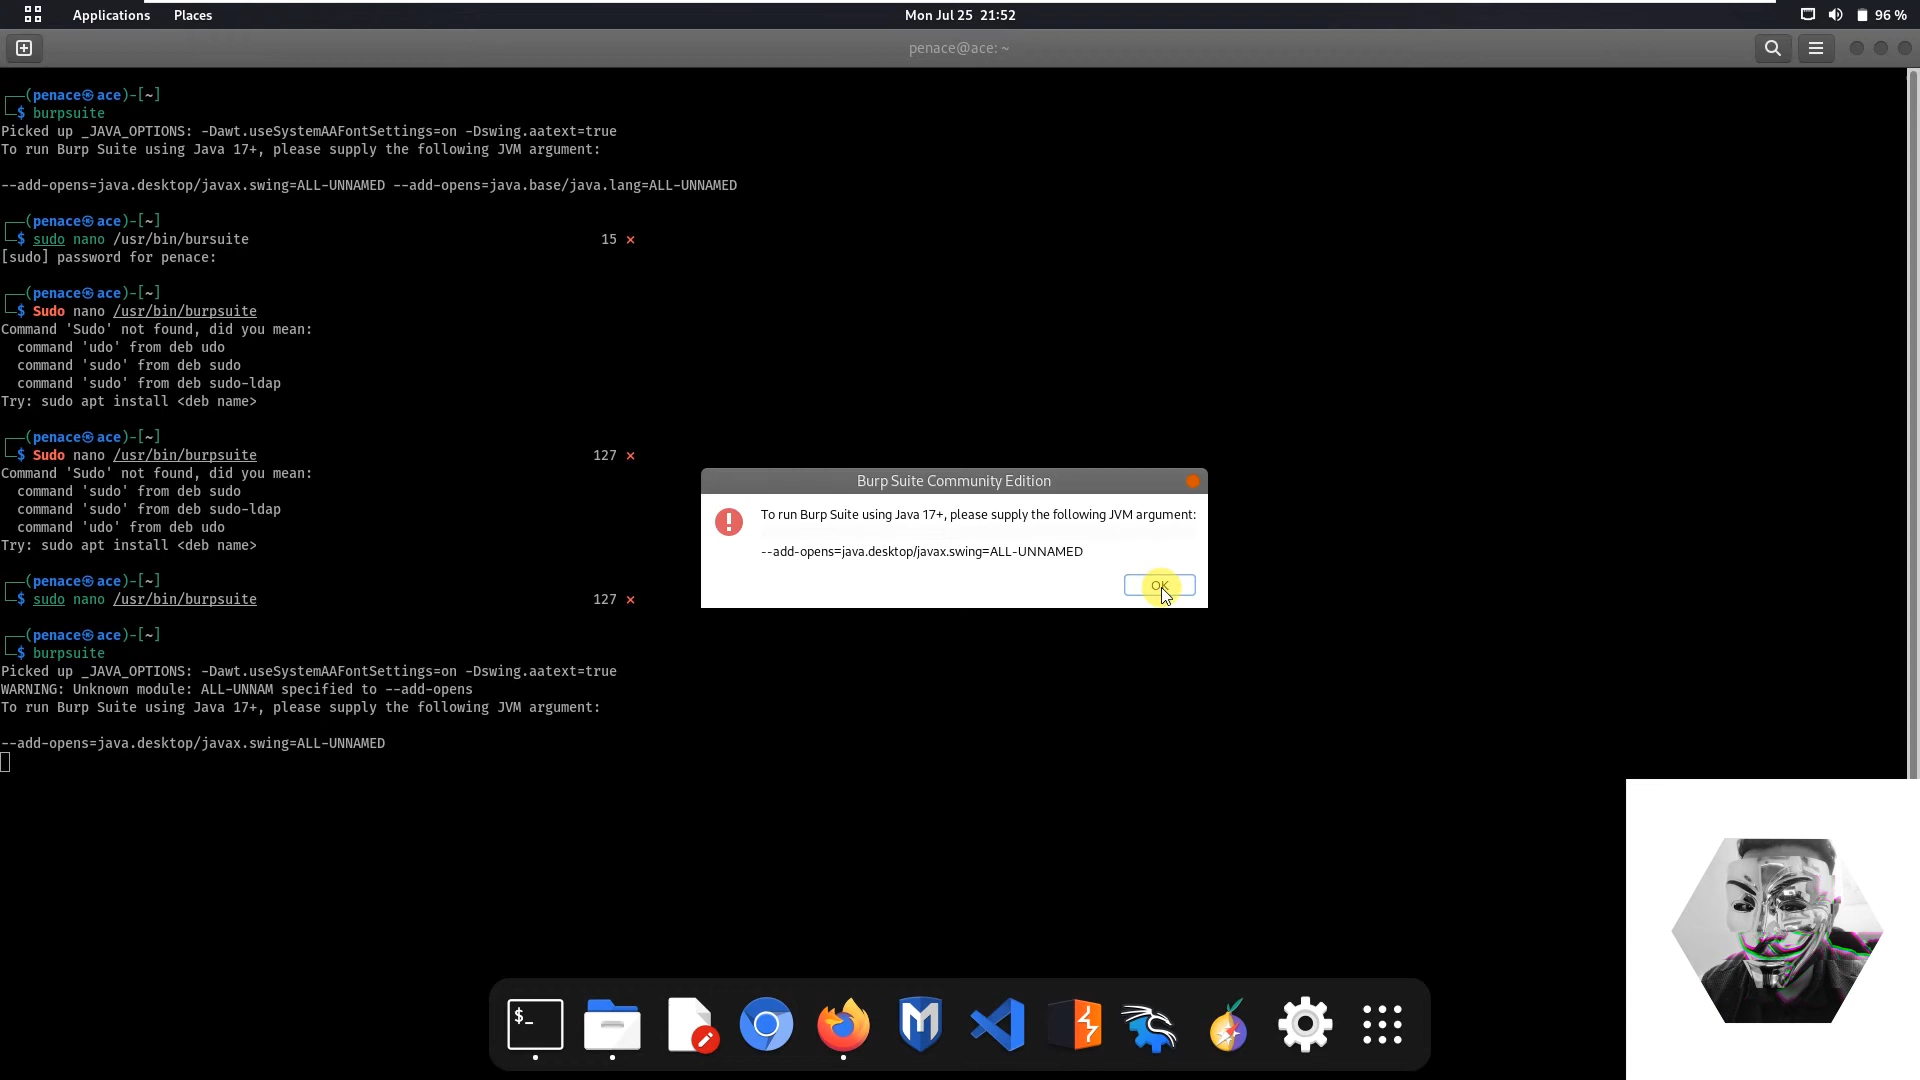 Applications Places Mon Jul 25 21:52 96 %
penace@ace: ~
┌──(penace㉿ace)-[~]
└─$ burpsuite
Picked up _JAVA_OPTIONS: -Dawt.useSystemAAFontSettings=on -Dswing.aatext=true
To run Burp Suite using Java 17+, please supply the following JVM argument:
--add-opens=java.desktop/javax.swing=ALL-UNNAMED --add-opens=java.base/java.lang=ALL-UNNAMED
┌──(penace㉿ace)-[~]
└─$ sudo nano /usr/bin/bursuite 15 ⨯
[sudo] password for penace:
┌──(penace㉿ace)-[~]
└─$ Sudo nano /usr/bin/burpsuite
Command 'Sudo' not found, did you mean:
command 'udo' from deb udo
command 'sudo' from deb sudo
command 'sudo' from deb sudo-ldap
Try: sudo apt install <deb name>
┌──(penace㉿ace)-[~]
└─$ Sudo nano /usr/bin/burpsuite 127 ⨯
Command 'Sudo' not found, did you mean:
command 'sudo' from deb sudo
command 'sudo' from deb sudo-ldap
command 'udo' from deb udo
Try: sudo apt install <deb name>
┌──(penace㉿ace)-[~]
└─$ sudo nano /usr/bin/burpsuite 127 ⨯
┌──(penace㉿ace)-[~]
└─$ burpsuite
Picked up _JAVA_OPTIONS: -Dawt.useSystemAAFontSettings=on -Dswing.aatext=true
WARNING: Unknown module: ALL-UNNAM specified to --add-opens
To run Burp Suite using Java 17+, please supply the following JVM argument:
--add-opens=java.desktop/javax.swing=ALL-UNNAMED
Burp Suite Community Edition
To run Burp Suite using Java 17+, please supply the following JVM argument:
--add-opens=java.desktop/javax.swing=ALL-UNNAMED
OK
$_